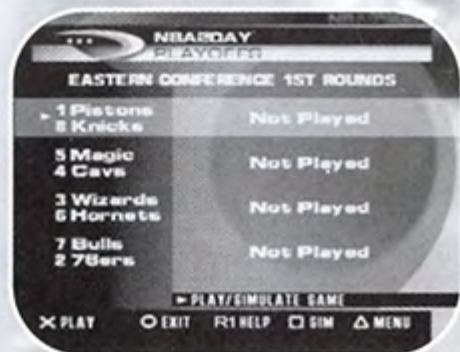 NBA2DAY
PLAYOFFS
EASTERN CONFERENCE 1ST ROUNDS
1 Pistons
8 Knicks
Not Played
5 Magic
4 Cavs
Not Played
3 Wizards
6 Hornets
Not Played
7 Bulls
2 76ers
Not Played
PLAY/SIMULATE GAME
X PLAY O EXIT R1 HELP □ SIM △ MENU